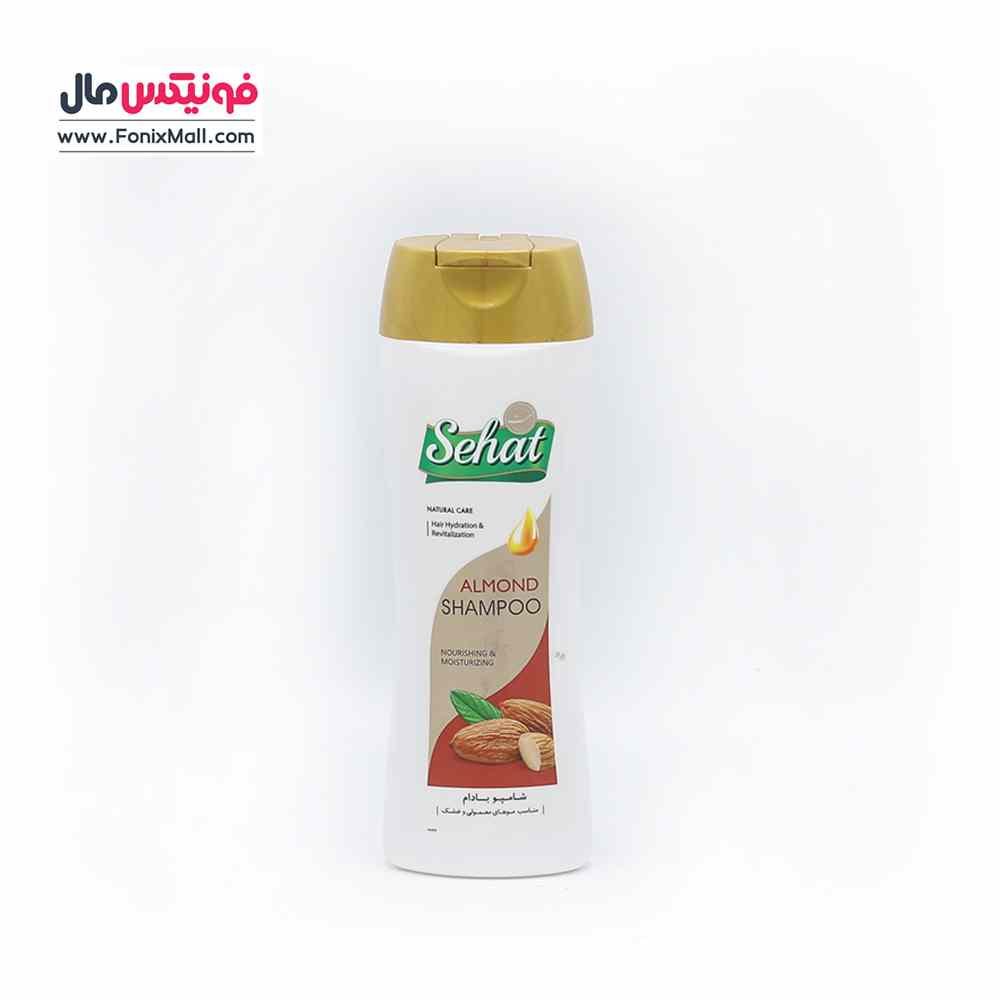 فونیکس مال
www.FonixMall.com
صحت
Sehat
NATURAL CARE
Hair Hydration &
Revitalization
ALMOND
SHAMPOO
NOURISHING &
MOISTURIZING
شامپو بادام
مناسب موهای معمولی و خشک